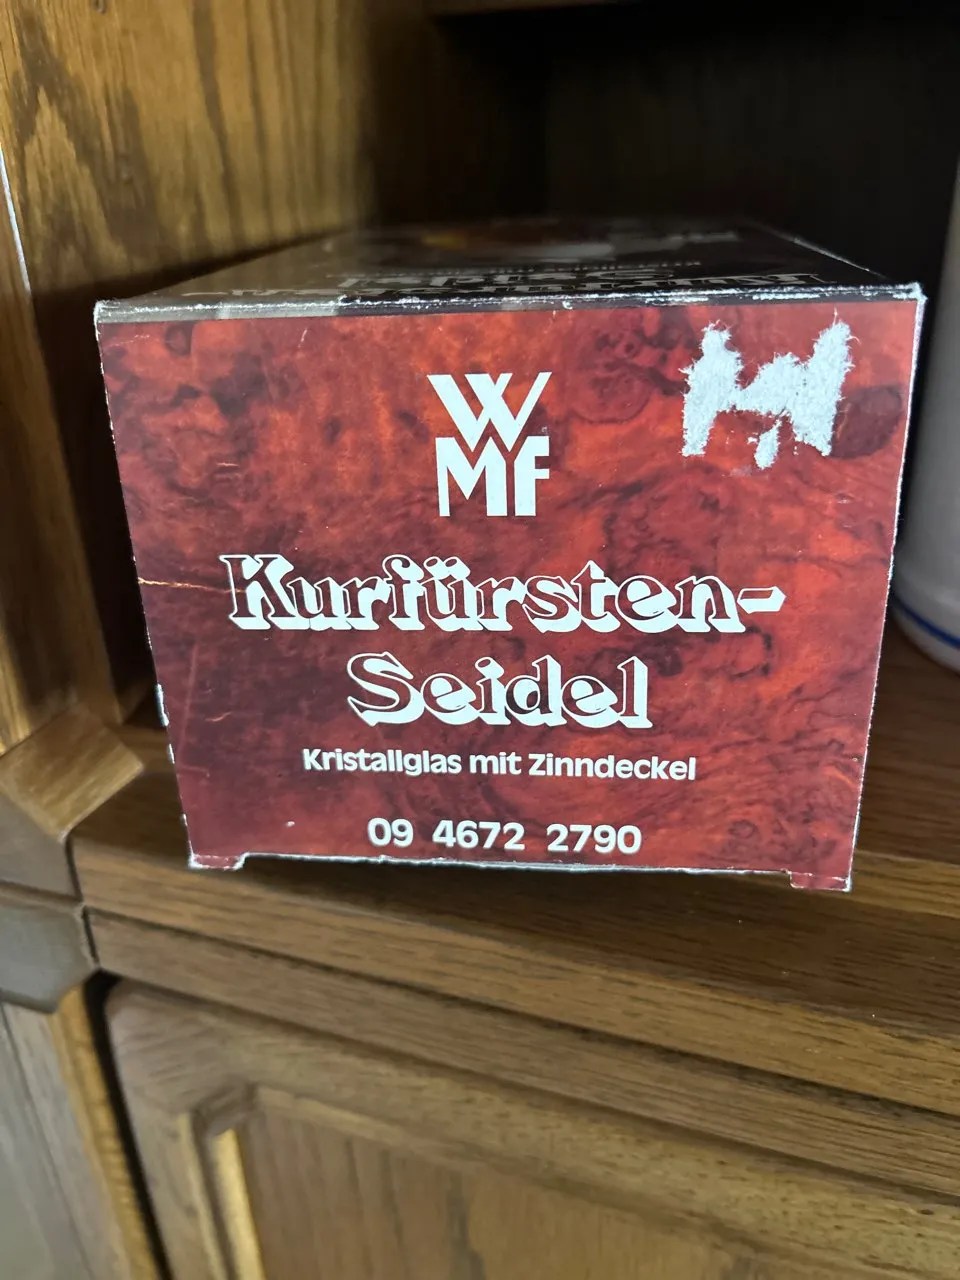 WMF
Kurfürsten-
Seidel
Kristallglas mit Zinndeckel
09 4672 2790